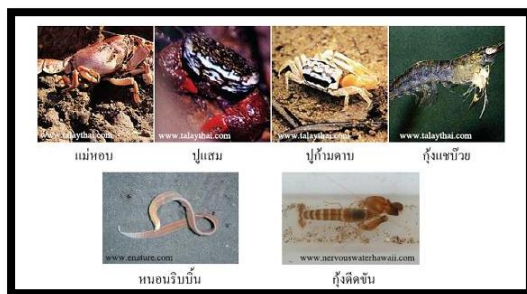 www.talaythai.com www.talaythai.com www.talaythai.com www.talaythai.com
แม่หอบ ปูแสม ปูก้ามดาบ กุ้งแชบ๊วย
www.enature.com www.nervouswaterhawaii.com
หนอนริบบิ้น กุ้งดีดขัน